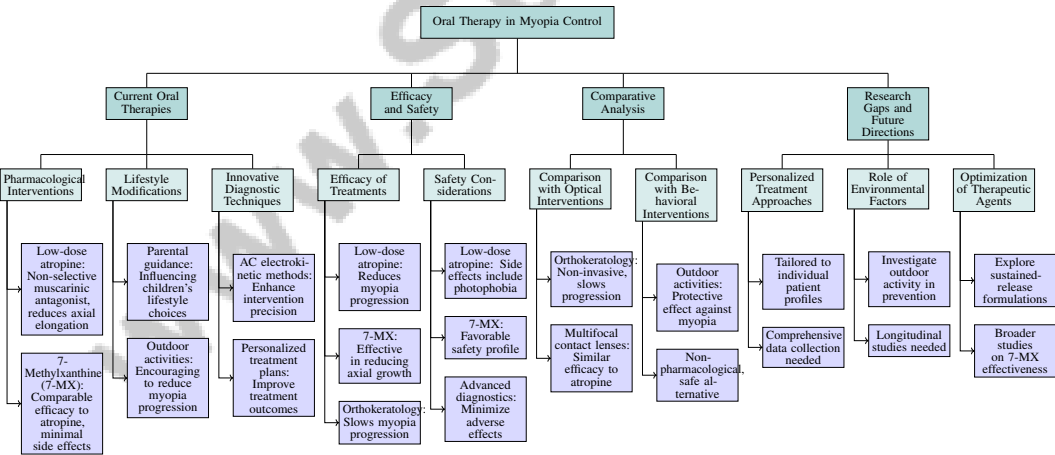 Oral Therapy in Myopia Control
Current Oral
Therapies
Efficacy
and Safety
Comparative
Analysis
Research
Gaps and
Future
Directions
Pharmacological
Interventions
Lifestyle
Modifications
Innovative
Diagnostic
Techniques
Efficacy of
Treatments
Safety Con-
siderations
Comparison
with Optical
Interventions
Comparison
with Be-
havioral
Interventions
Personalized
Treatment
Approaches
Role of
Environmental
Factors
Optimization
of Therapeutic
Agents
Low-dose
atropine:
Non-selective
muscarinic
antagonist,
reduces axial
elongation
7-
Methylxanthine
(7-MX):
Comparable
efficacy to
atropine,
minimal
side effects
Parental
guidance:
Influencing
children's
lifestyle
choices
Outdoor
activities:
Encouraging
to reduce
myopia
progression
AC electroki-
netic methods:
Enhance
intervention
precision
Personalized
treatment
plans:
Improve
treatment
outcomes
Low-dose
atropine:
Reduces
myopia
progression
7-MX:
Effective
in reducing
axial growth
Orthokeratology:
Slows myopia
progression
Low-dose
atropine: Side
effects include
photophobia
7-MX:
Favorable
safety profile
Advanced
diagnostics:
Minimize
adverse
effects
Orthokeratology:
Non-invasive,
slows
progression
Multifocal
contact lenses:
Similar
efficacy to
atropine
Outdoor
activities:
Protective
effect against
myopia
Non-
pharmacological,
safe al-
ternative
Tailored to
individual
patient
profiles
Comprehensive
data collection
needed
Investigate
outdoor
activity in
prevention
Longitudinal
studies needed
Explore
sustained-
release
formulations
Broader
studies
on 7-MX
effectiveness
www.s